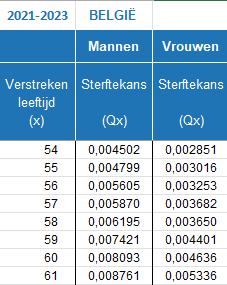 2021-2023 BELGIË
Mannen Vrouwen
Verstreken leeftijd (x) Sterftekans (Qx) Sterftekans (Qx)
54 0,004502 0,002851
55 0,004799 0,003016
56 0,005605 0,003253
57 0,005870 0,003682
58 0,006195 0,003650
59 0,007421 0,004401
60 0,008093 0,004636
61 0,008761 0,005336